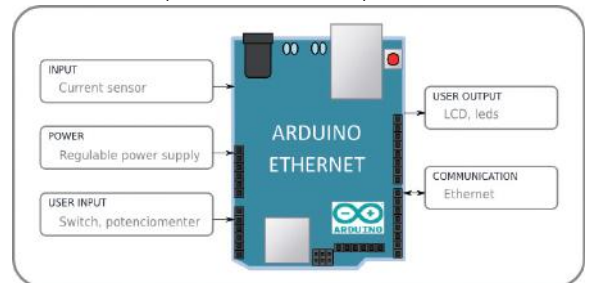 INPUT
Current sensor
POWER
Regulable power supply
USER INPUT
Switch, potenciomenter
ARDUINO
ETHERNET
ARDUINO
USER OUTPUT
LCD, leds
COMMUNICATION
Ethernet